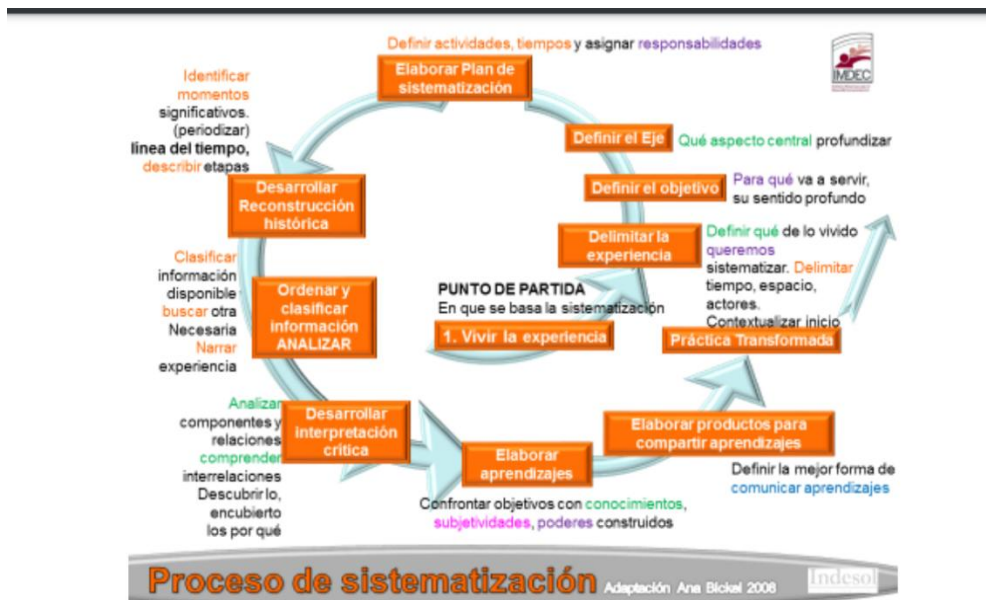 Definir actividades, tiempos y asignar responsabilidades
Elaborar Plan de
sistematización
IMDEC
Identificar
momentos
significativos.
(periodizar)
línea del tiempo,
describir etapas
Definir el Eje
Qué aspecto central profundizar
Definir el objetivo
Para qué va a servir,
su sentido profundo
Desarrollar
Reconstrucción
histórica
Delimitar la
experiencia
Definir qué de lo vivido
queremos
sistematizar. Delimitar
tiempo, espacio,
actores.
Contextualizar inicio
Clasificar
información
disponible
buscar otra
Necesaria
Narrar
experiencia
Ordenar y
clasificar
información
ANALIZAR
PUNTO DE PARTIDA
En que se basa la sistematización
1. Vivir la experiencia
Práctica Transformada
Analizar
componentes y
relaciones
comprender
interrelaciones
Descubrir lo,
encubierto
los por qué
Desarrollar
interpretación
crítica
Elaborar
aprendizajes
Confrontar objetivos con conocimientos,
subjetividades, poderes construidos
Elaborar productos para
compartir aprendizajes
Definir la mejor forma de
comunicar aprendizajes
Proceso de sistematización Adaptación Ana Bickel 2008
Indesol